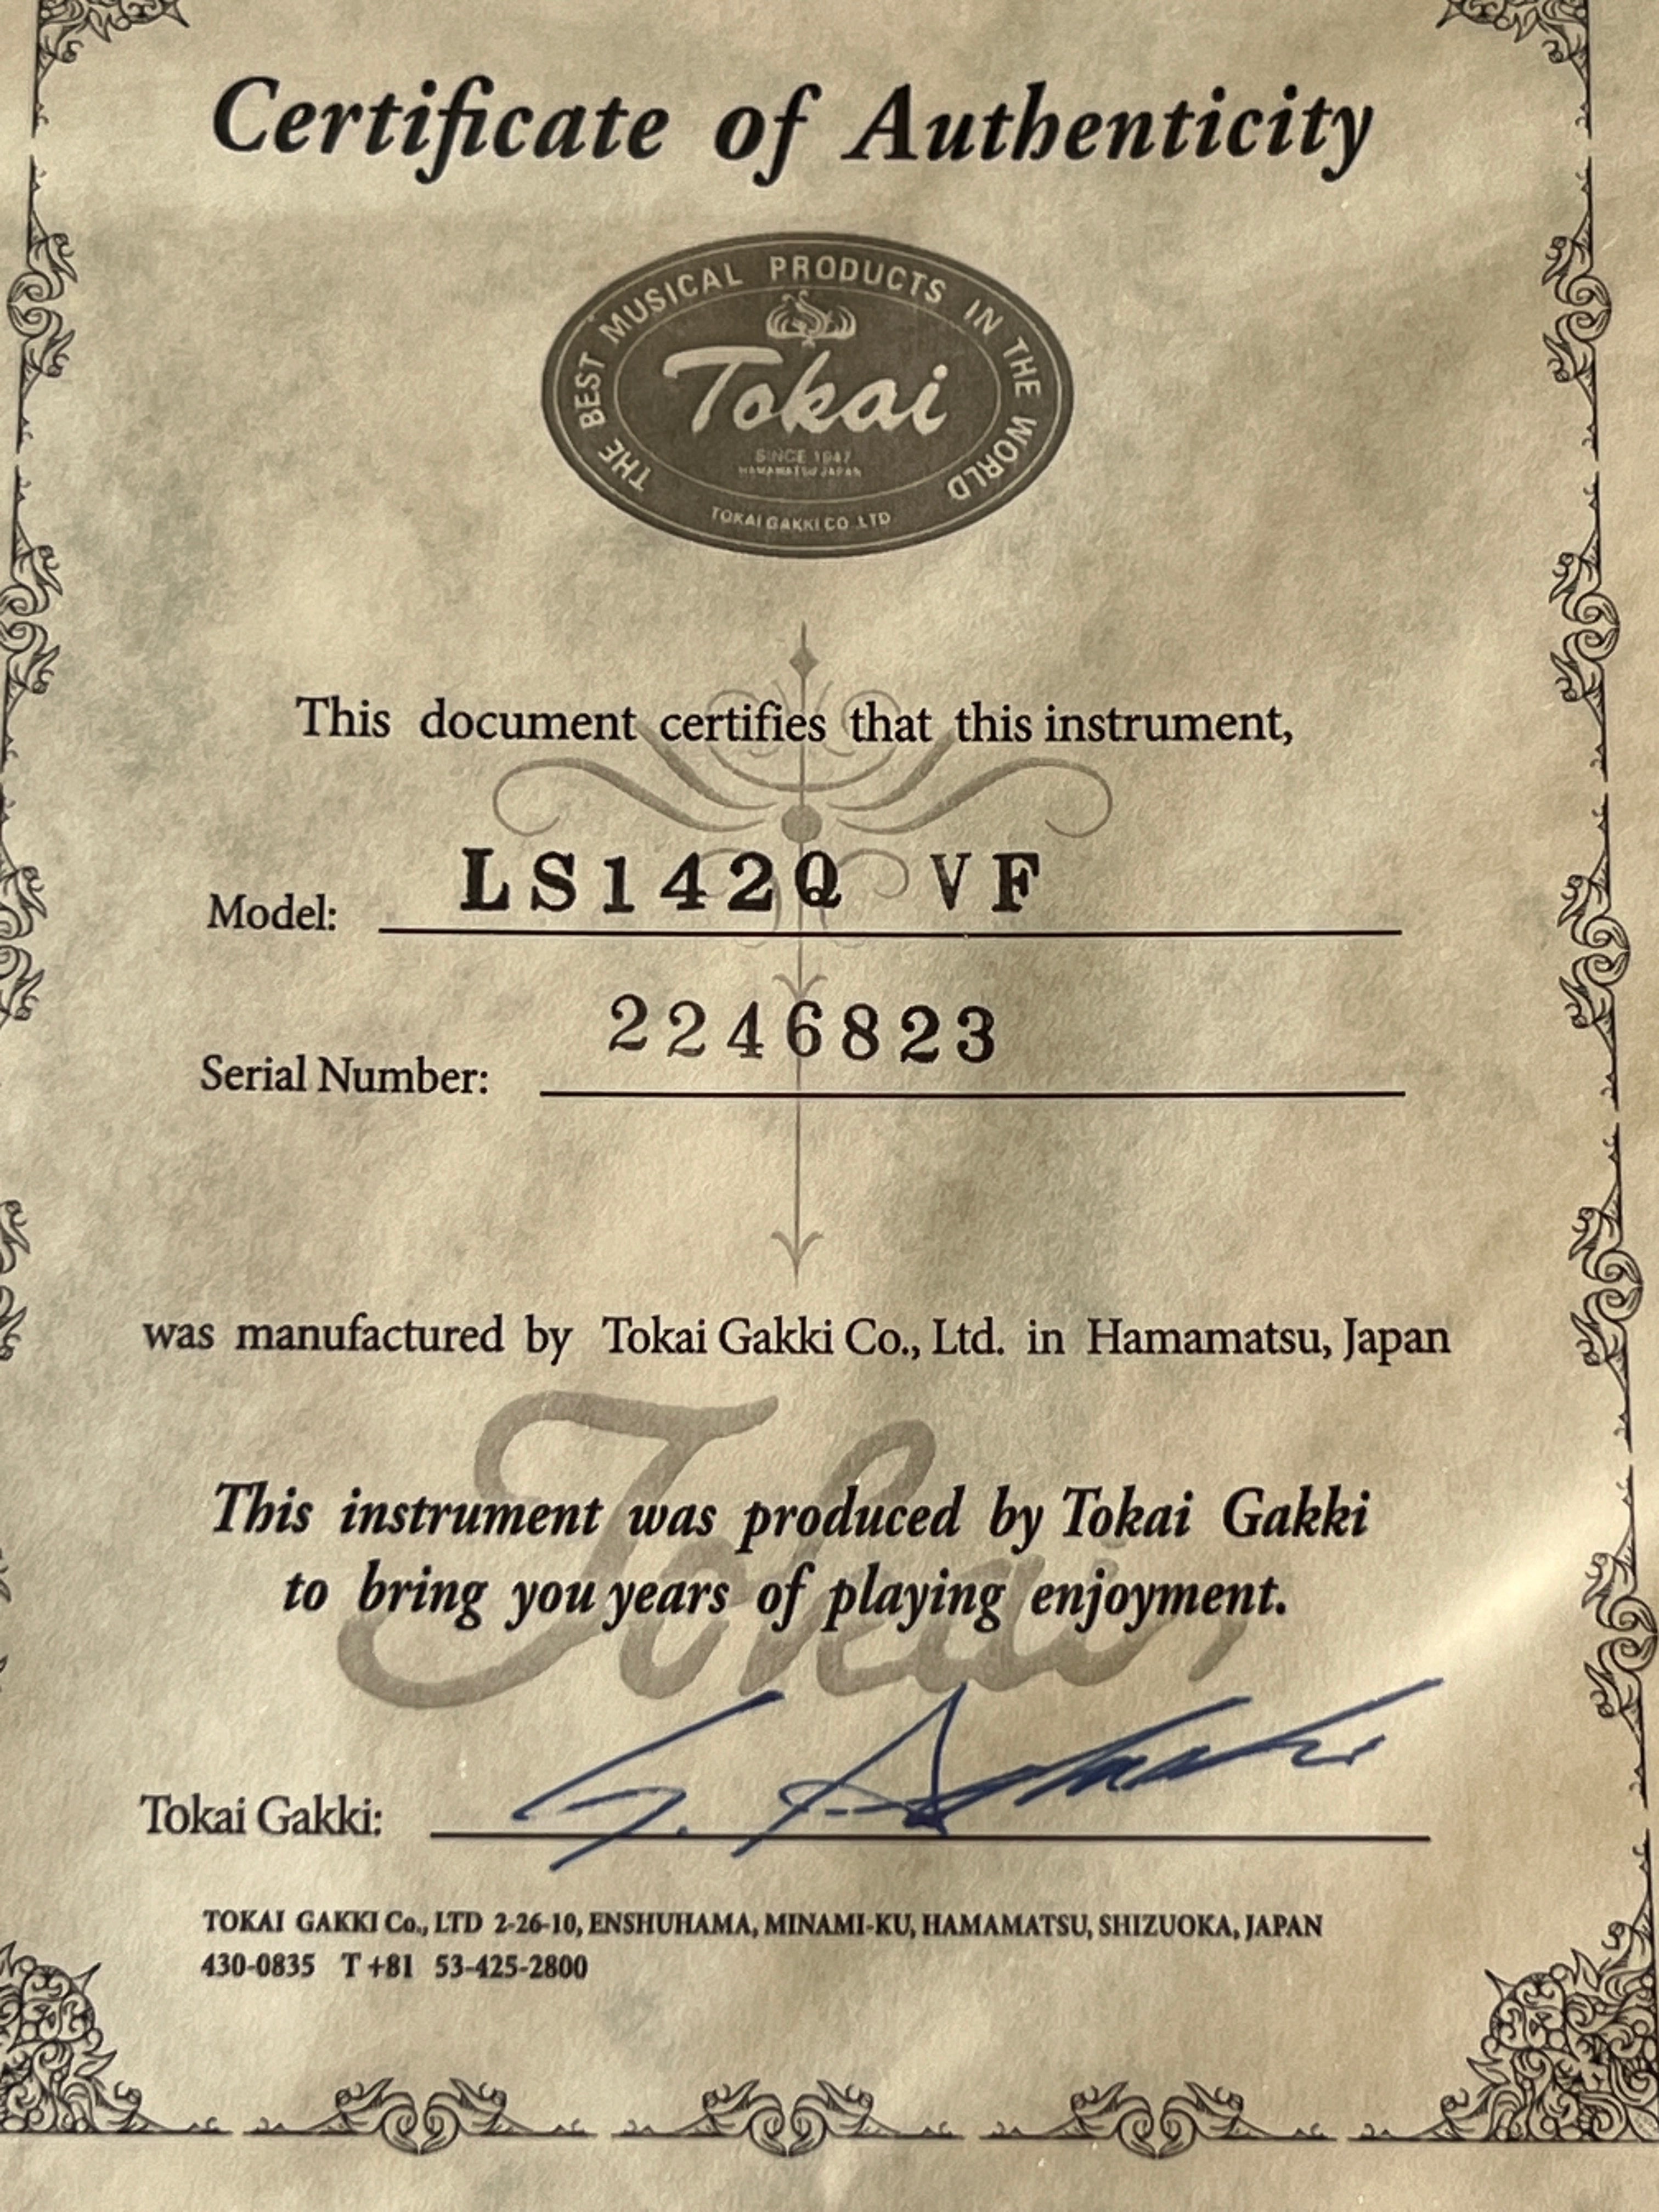 Certificate of Authenticity
THE BEST MUSICAL PRODUCTS IN THE WORLD
Tokai
SINCE 1947
HAMAMATSU JAPAN
TOKAI GAKKI CO .LTD
This document certifies that this instrument,
Model: LS142Q VF
Serial Number: 2246823
was manufactured by Tokai Gakki Co., Ltd. in Hamamatsu, Japan
Tokai
This instrument was produced by Tokai Gakki
to bring you years of playing enjoyment.
Tokai Gakki:
TOKAI GAKKI Co., LTD 2-26-10, ENSHUHAMA, MINAMI-KU, HAMAMATSU, SHIZUOKA, JAPAN
430-0835 T +81 53-425-2800